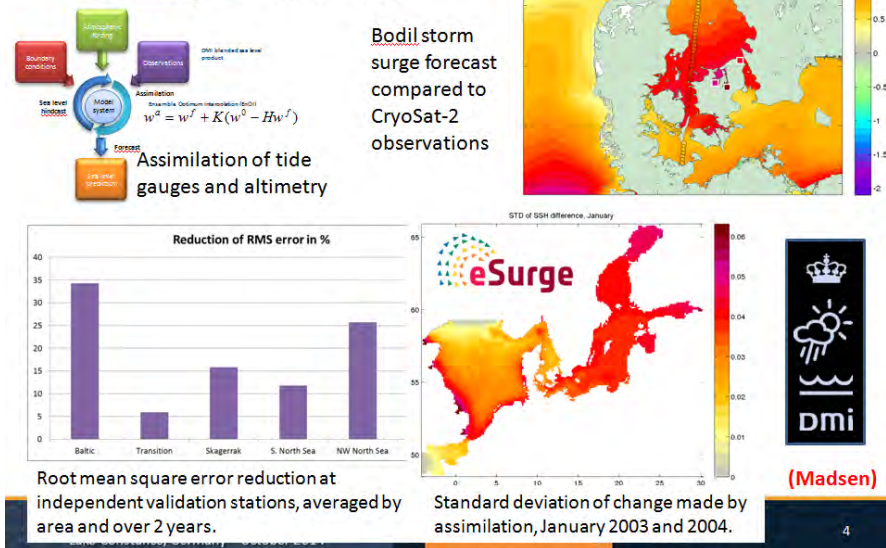 Atmospheric
forcing
Boundary
conditions
Observations
DMI blended sea level
product
Sea level
hindcast
Model
system
Assimilation
Ensemble Optimum Interpolation (EnOI)
w^a = w^f + K(w^0 - Hw^f)
Forecast
Sea level
prediction
Assimilation of tide
gauges and altimetry
Bodil storm
surge forecast
compared to
CryoSat-2
observations
0.5
0
-0.5
-1
-1.5
-2
Reduction of RMS error in %
40
35
30
25
20
15
10
5
0
Baltic
Transition
Skagerrak
S. North Sea
NW North Sea
Root mean square error reduction at
independent validation stations, averaged by
area and over 2 years.
STD of SSH difference, January
eSurge
65
60
55
50
0
5
10
15
20
25
30
0.06
0.05
0.04
0.03
0.02
0.01
0
Standard deviation of change made by
assimilation, January 2003 and 2004.
DMi
(Madsen)
4